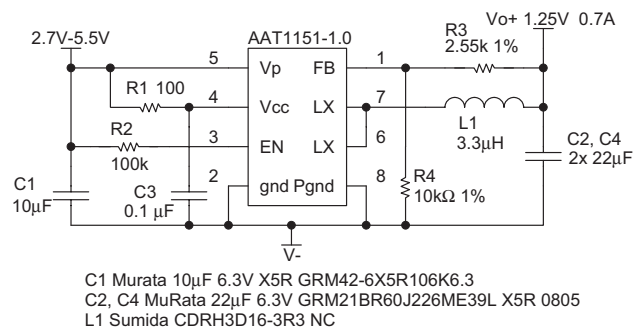 Vo+ 1.25V 0.7A
2.7V-5.5V
AAT1151-1.0
R3
2.55k 1%
5
Vp
FB
1
R1 100
4
Vcc
LX
7
R2
100k
3
EN
LX
6
L1
3.3μH
C2, C4
2x 22μF
C1
10μF
C3
0.1 μF
2
gnd Pgnd
8
R4
10kΩ 1%
V-
C1 Murata 10μF 6.3V X5R GRM42-6X5R106K6.3
C2, C4 MuRata 22μF 6.3V GRM21BR60J226ME39L X5R 0805
L1 Sumida CDRH3D16-3R3 NC